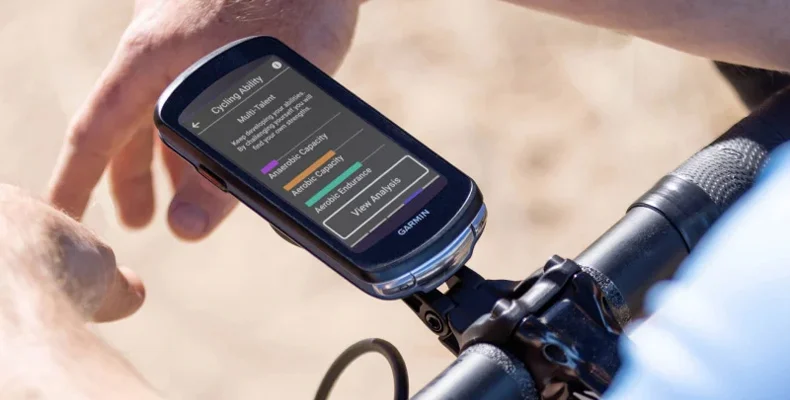 Cycling Ability
Multi-Talent
Keep developing your abilities.
By challenging yourself you will
find your own strengths.
Anaerobic Capacity
Aerobic Capacity
Aerobic Endurance
View Analysis
GARMIN